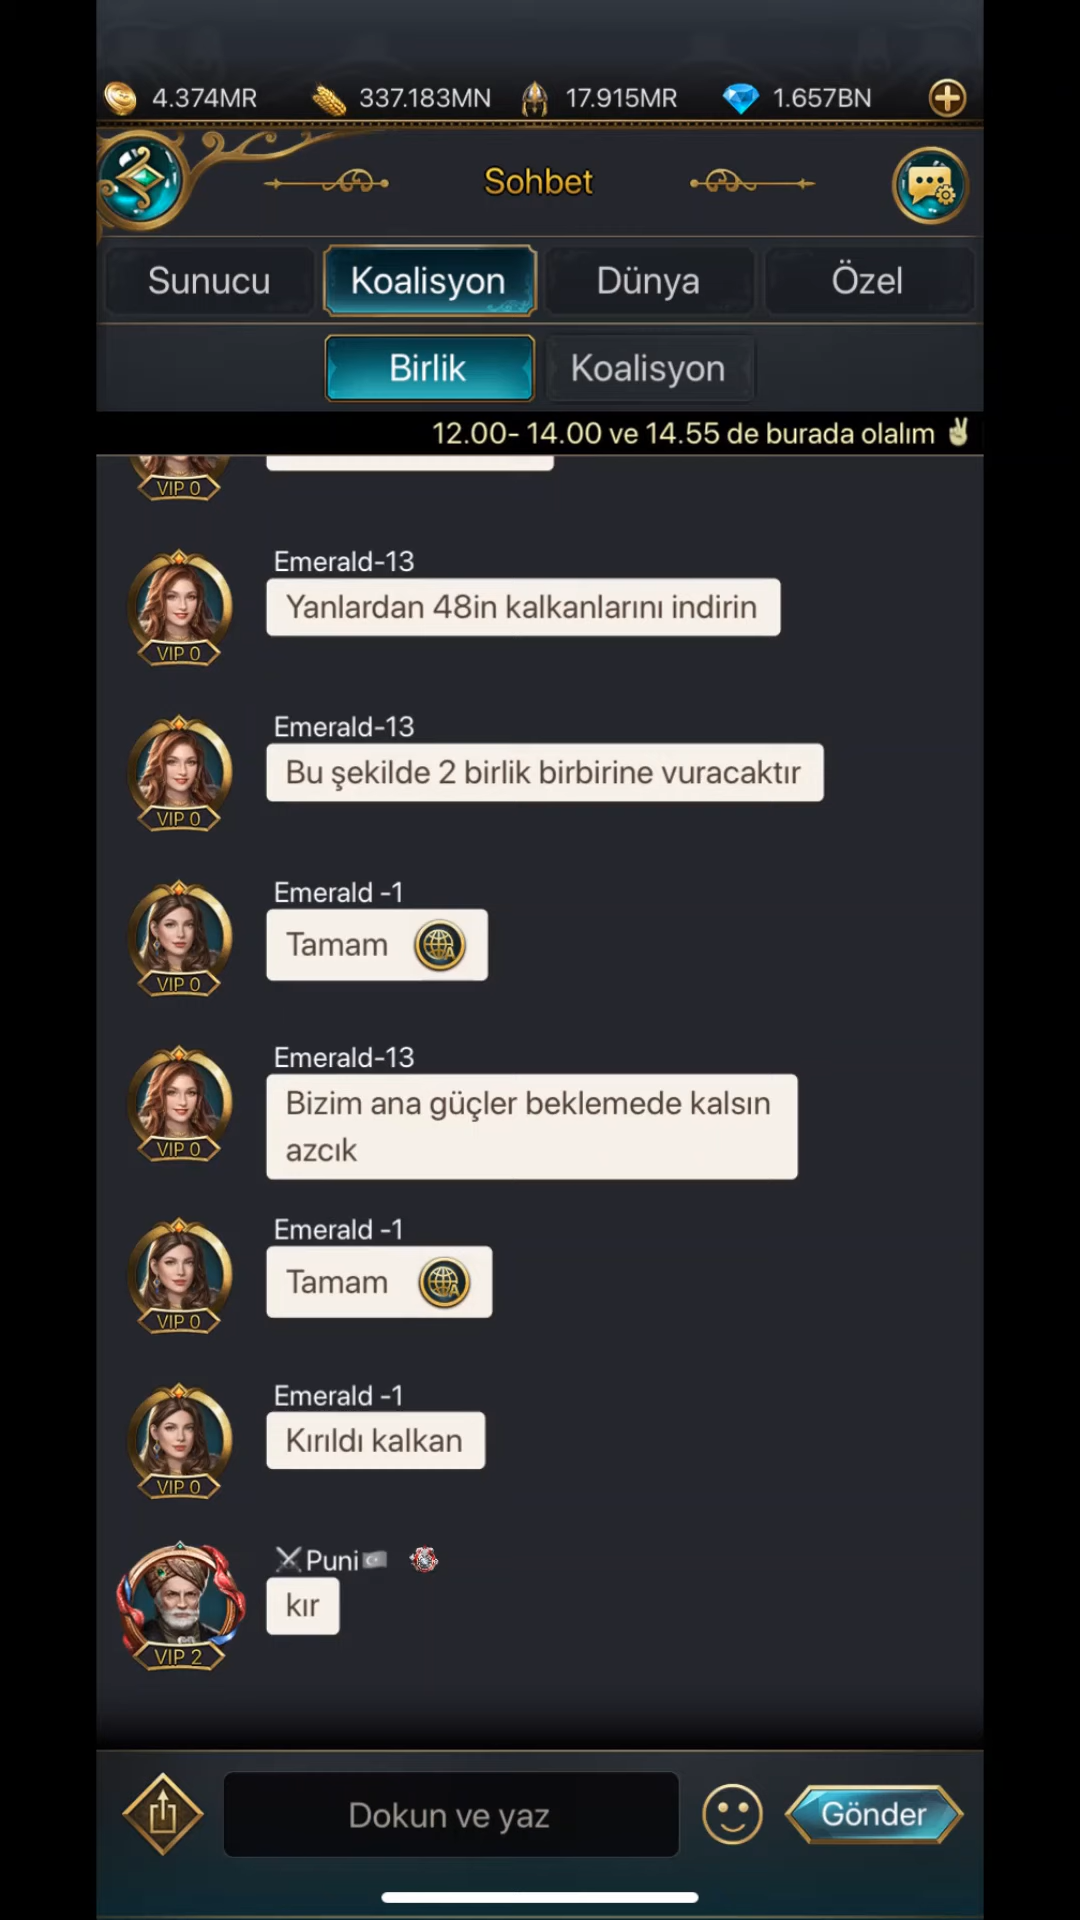 4.374MR 337.183MN 17.915MR 1.657BN
Sohbet
Sunucu Koalisyon Dünya Özel
Birlik Koalisyon
12.00- 14.00 ve 14.55 de burada olalım ✌
VIP 0
Emerald-13
Yanlardan 48in kalkanlarını indirin
VIP 0
Emerald-13
Bu şekilde 2 birlik birbirine vuracaktır
VIP 0
Emerald -1
Tamam
VIP 0
Emerald-13
Bizim ana güçler beklemede kalsın
azcık
VIP 0
Emerald -1
Tamam
VIP 0
Emerald -1
Kırıldı kalkan
VIP 0
⚔Puni🇹🇷
kır
VIP 2
Dokun ve yaz
Gönder